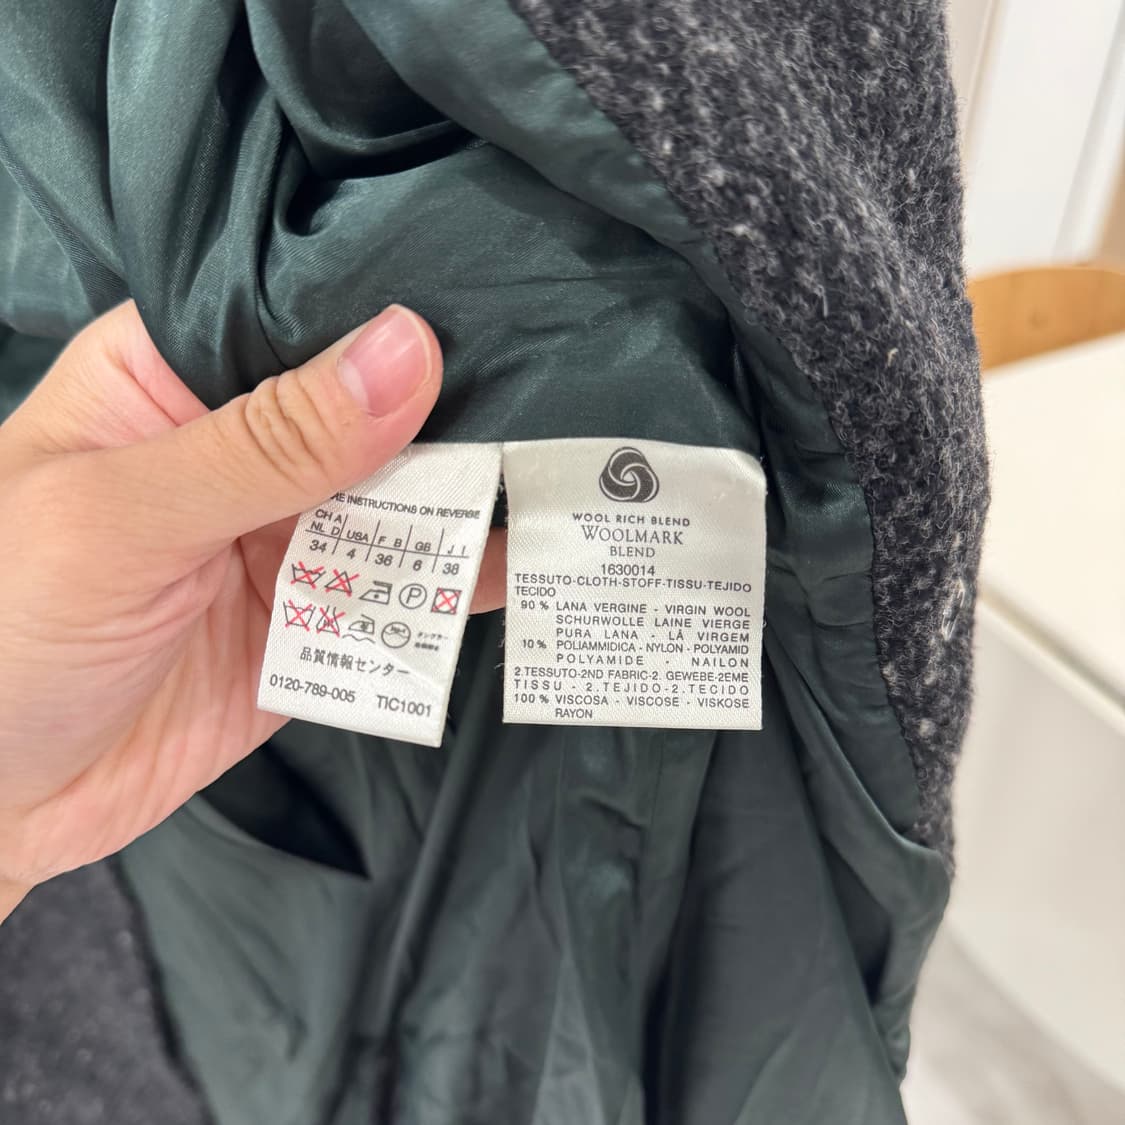 INSTRUCTIONS ON REVERSE
CH A
NL D USA F B GB J I
34 4 36 6 38
P
品質情報センター
0120-789-005 TIC1001
WOOL RICH BLEND
WOOLMARK
BLEND
1630014
TESSUTO-CLOTH-STOFF-TISSU-TEJIDO
TECIDO
90 % LANA VERGINE - VIRGIN WOOL
SCHURWOLLE LAINE VIERGE
PURA LANA - LÃ VIRGEM
10 % POLIAMMIDICA - NYLON - POLYAMID
POLYAMIDE - NAILON
2.TESSUTO-2ND FABRIC-2. GEWEBE-2EME
TISSU - 2.TEJIDO-2.TECIDO
100 % VISCOSA - VISCOSE - VISKOSE
RAYON